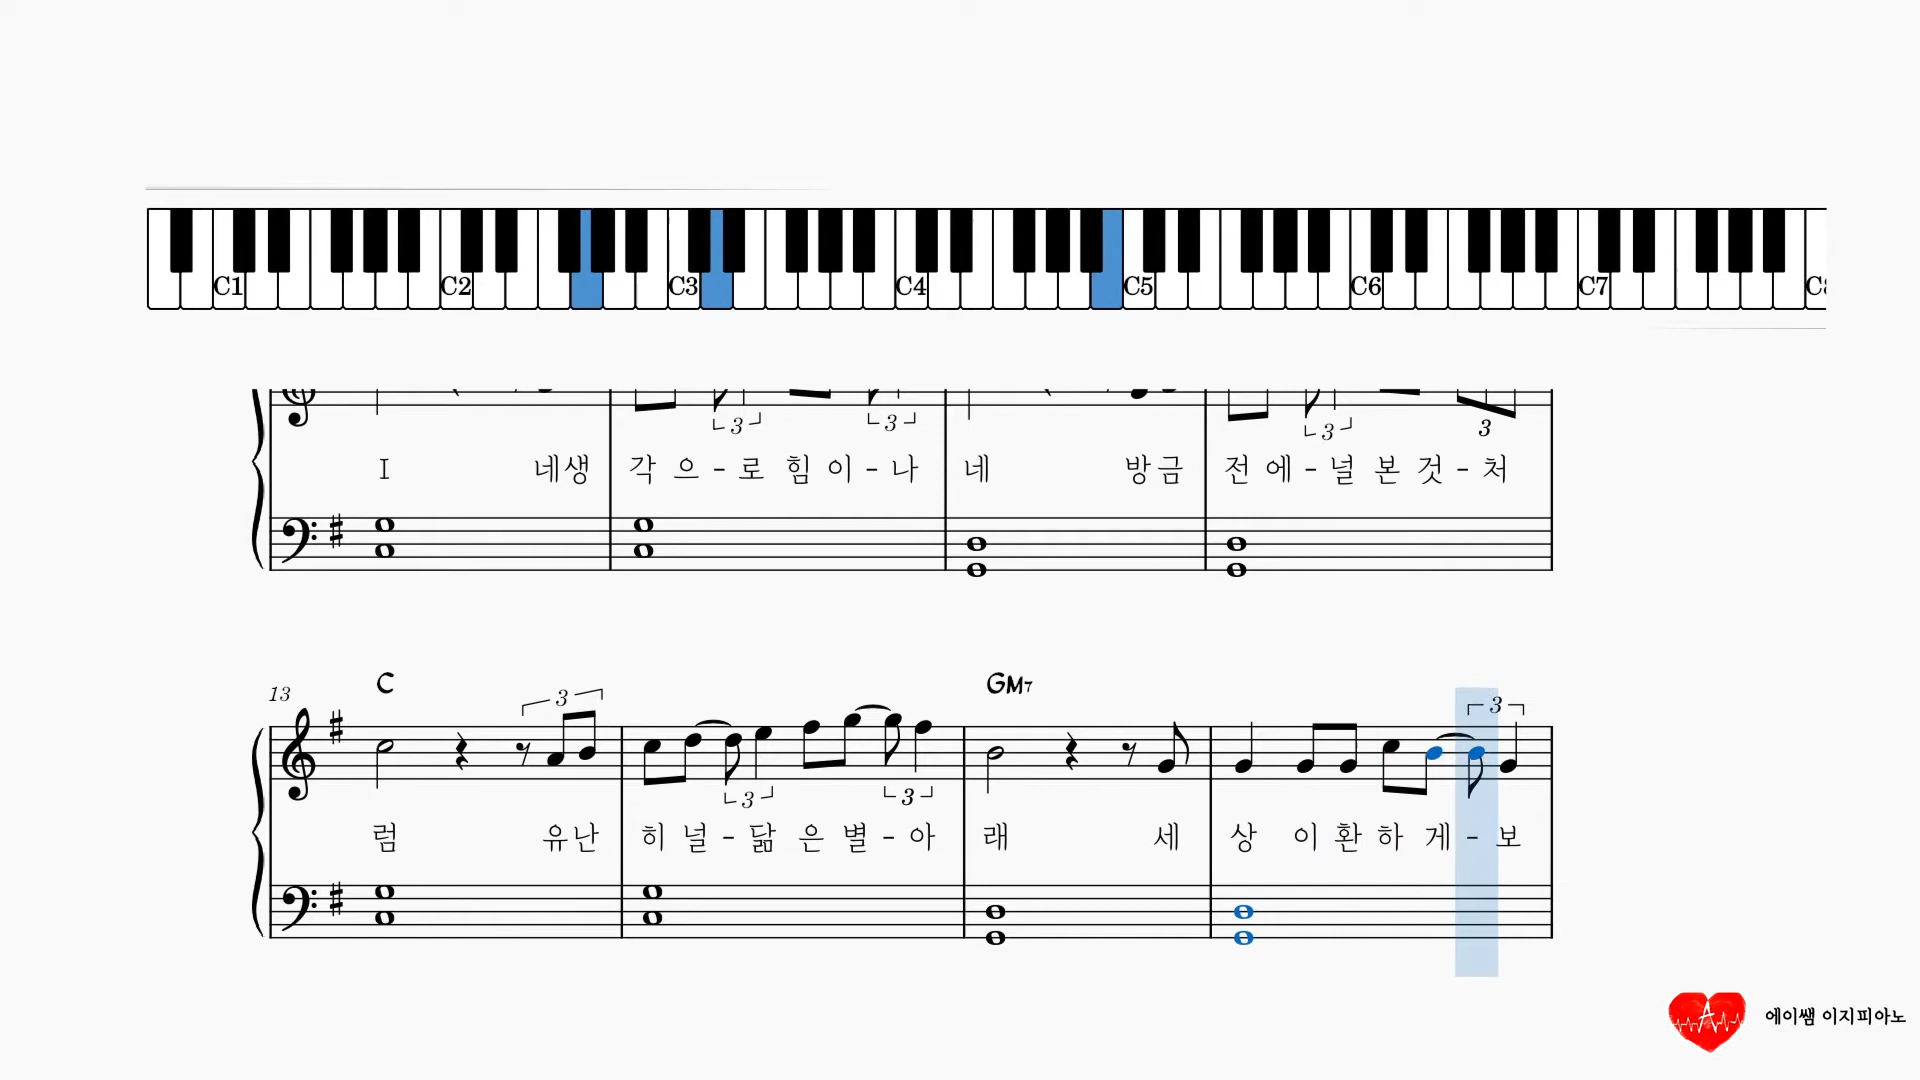 C1 C2 C3 C4 C5 C6 C7 C8
3 3 3 3
I 네생 각 으 - 로 힘 이 - 나 네 방금 전 에 - 널 본 것 - 처
13 C 3 GM7 3
3 3
럼 유난 히 널 - 닮 은 별 - 아 래 세 상 이 환 하 게 - 보
A 에이쌤 이지피아노